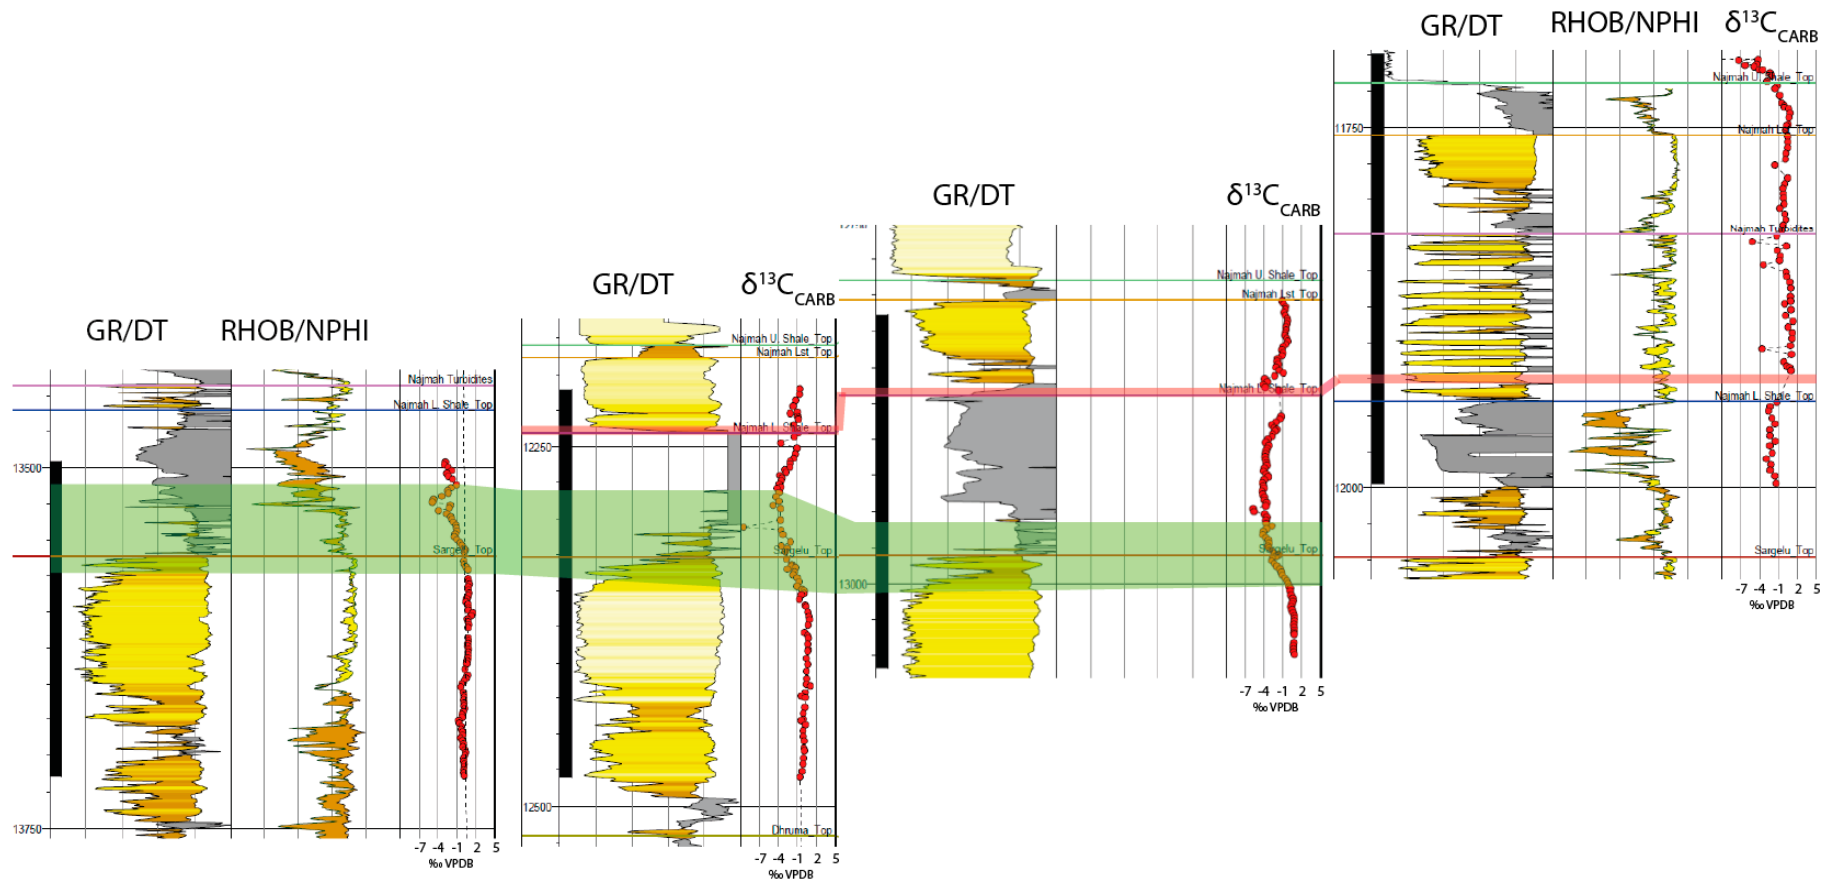 GR/DT RHOB/NPHI δ13CCARB
Najmah U. Shale_Top
11750
Najmah Lst_Top
Najmah Turbidites
Najmah L. Shale_Top
12000
Sargelu_Top
-7 -4 -1 2 5
‰ VPDB
GR/DT δ13CCARB
Najmah U. Shale_Top
Najmah Lst_Top
Najmah L. Shale_Top
Sargelu_Top
13000
-7 -4 -1 2 5
‰ VPDB
GR/DT δ13CCARB
Najmah U. Shale_Top
Najmah Lst_Top
Najmah L. Shale_Top
12250
Sargelu_Top
12500
Dhruma_Top
-7 -4 -1 2 5
‰ VPDB
GR/DT RHOB/NPHI
Najmah Turbidites
Najmah L. Shale_Top
13500
Sargelu_Top
13750
-7 -4 -1 2 5
‰ VPDB